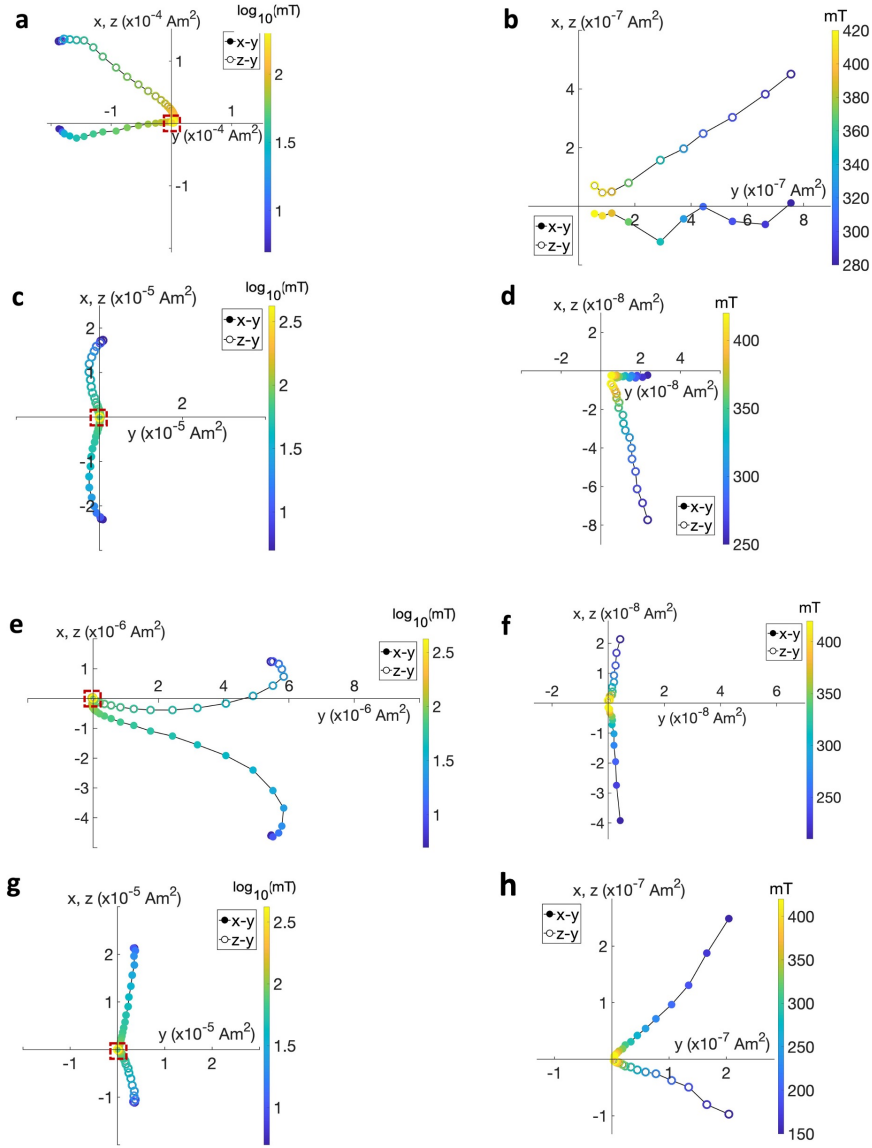 a
x, z (x10-4 Am2)
log10(mT)
x-y
z-y
2
1.5
1
-1
1
y (x10-4 Am2)
-1
b
x, z (x10-7 Am2)
mT
420
400
380
360
340
320
300
280
4
2
y (x10-7 Am2)
2
4
6
8
x-y
z-y
c
x, z (x10-5 Am2)
log10(mT)
x-y
z-y
2.5
2
1.5
1
2
1
2
y (x10-5 Am2)
-1
-2
d
x, z (x10-8 Am2)
mT
400
350
300
250
2
-2
2
4
y (x10-8 Am2)
-2
-4
-6
-8
x-y
z-y
e
x, z (x10-6 Am2)
log10(mT)
x-y
z-y
2.5
2
1.5
1
1
2
4
6
8
y (x10-6 Am2)
-1
-2
-3
-4
f
x, z (x10-8 Am2)
mT
x-y
z-y
400
350
300
250
2
1
-2
2
4
6
y (x10-8 Am2)
-1
-2
-3
-4
g
x, z (x10-5 Am2)
log10(mT)
x-y
z-y
2.5
2
1.5
1
2
1
y (x10-5 Am2)
-1
1
2
-1
h
x, z (x10-7 Am2)
mT
x-y
z-y
400
350
300
250
200
150
2
y (x10-7 Am2)
1
2
-1